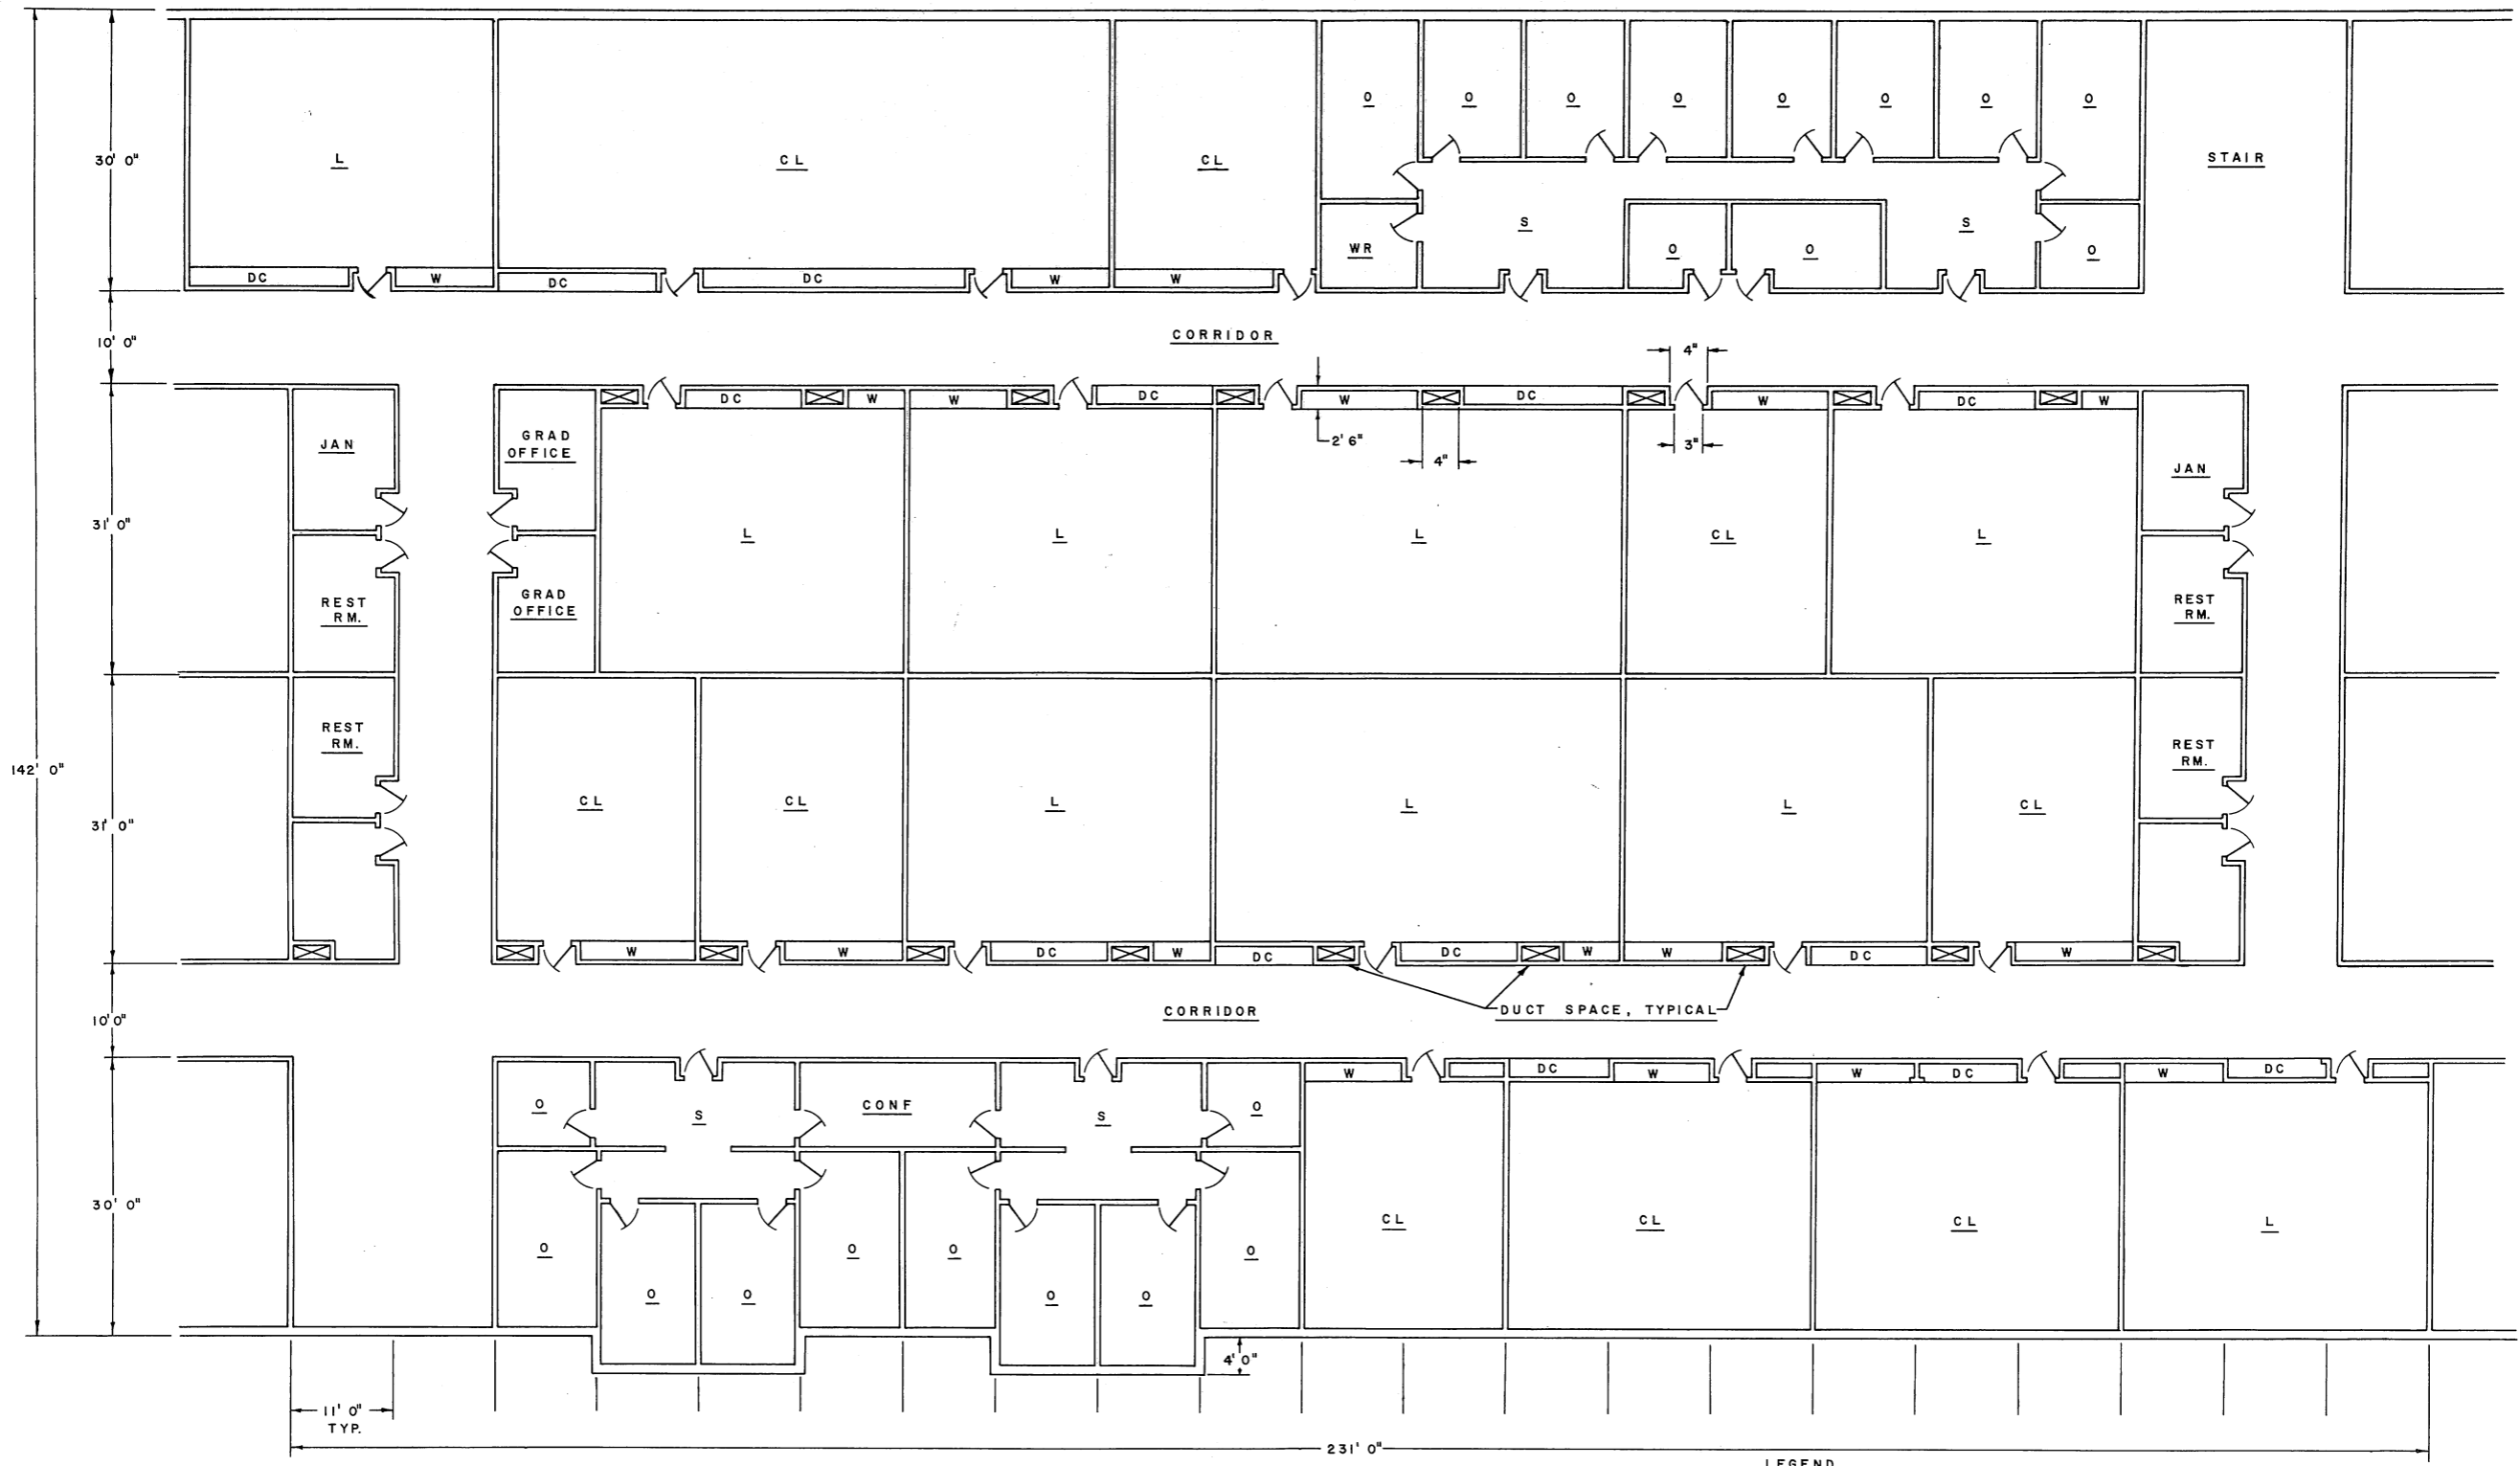 O O O O O O O O
30' 0" L CL CL STAIR
S S
WR O O O
DC W DC DC W W
CORRIDOR
10' 0"
4"
DC W W DC W DC W DC W
JAN GRAD OFFICE 2' 6" 4" 3" JAN
31' 0" L L L CL L
REST RM. GRAD OFFICE REST RM.
REST RM. REST RM.
142' 0"
31' 0" CL CL L L L CL
W W DC W DC DC W W DC W
10' 0" CORRIDOR DUCT SPACE, TYPICAL
W DC W W DC W DC
O S CONF S O
30' 0" O O O O CL CL CL L
O O O O
4' 0"
11' 0"
TYP.
231' 0"
LEGEND